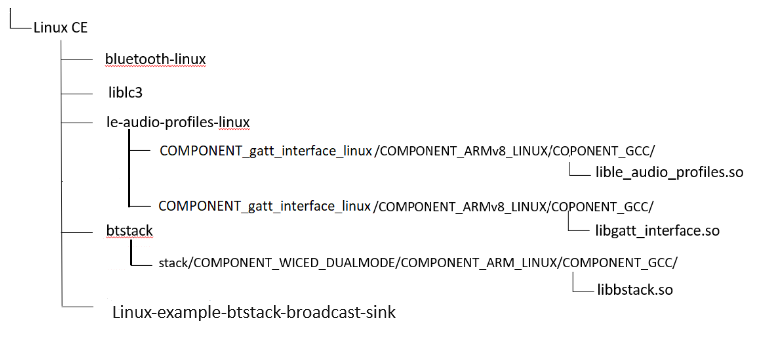 Linux CE
bluetooth-linux
liblc3
le-audio-profiles-linux
COMPONENT_gatt_interface_linux/COMPONENT_ARMv8_LINUX/COPONENT_GCC/
lible_audio_profiles.so
COMPONENT_gatt_interface_linux/COMPONENT_ARMv8_LINUX/COPONENT_GCC/
libgatt_interface.so
btstack
stack/COMPONENT_WICED_DUALMODE/COMPONENT_ARM_LINUX/COMPONENT_GCC/
libbstack.so
Linux-example-btstack-broadcast-sink